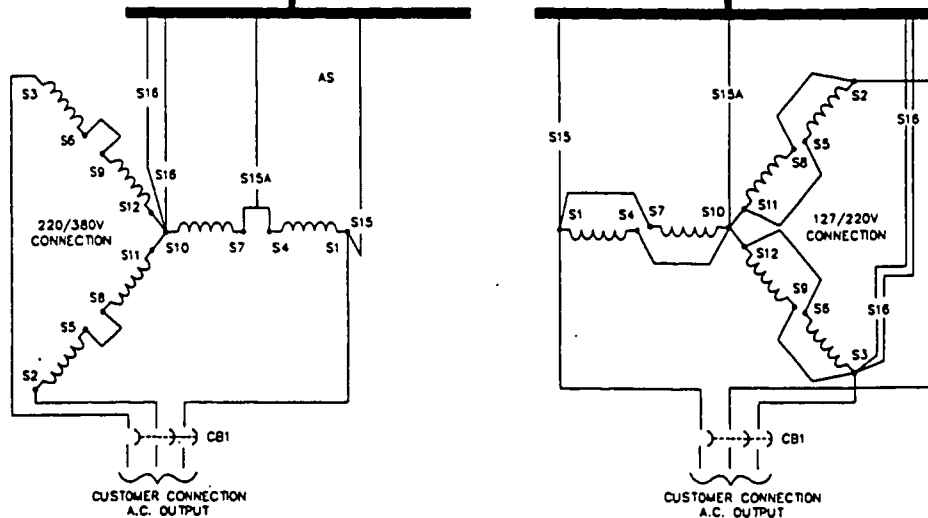 S3
S6
S9
S12
S16
S16
AS
S15A
S15
220/380V
CONNECTION
S10
S7
S4
S1
S11
S8
S5
S2
CB1
CUSTOMER CONNECTION
A.C. OUTPUT
S15
S15A
S2
S16
S5
S8
S11
S1
S4
S7
S10
127/220V
CONNECTION
S12
S9
S6
S16
S3
CB1
CUSTOMER CONNECTION
A.C. OUTPUT